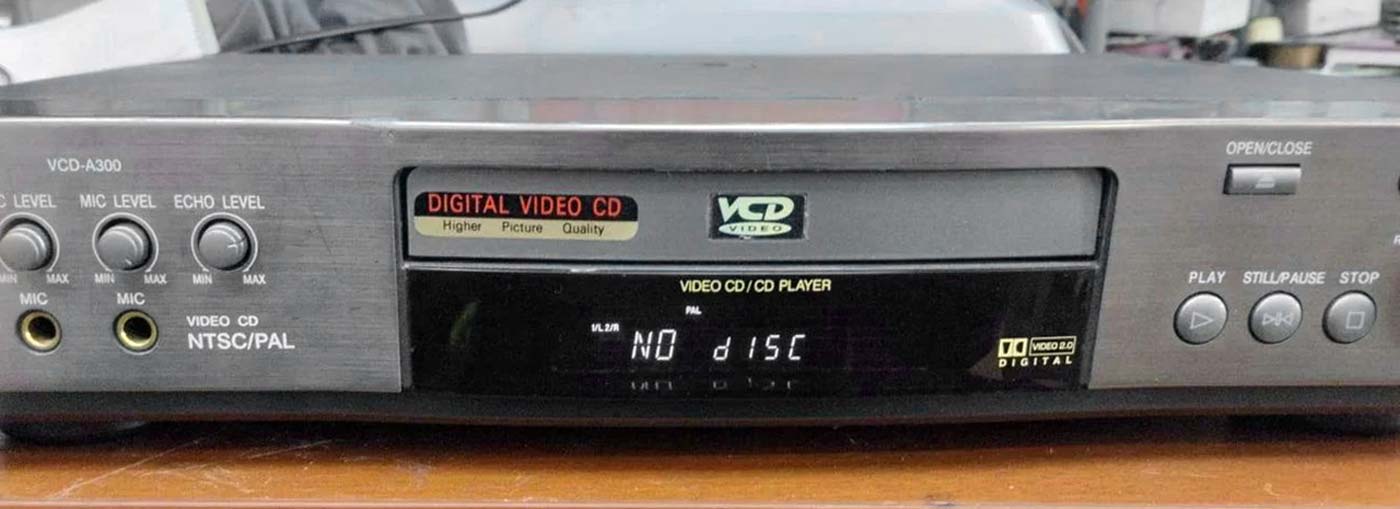 VCD-A300
C LEVEL
MIC LEVEL
ECHO LEVEL
MIN MAX
MIN MAX
MIN MAX
MIC
MIC
VIDEO CD
NTSC/PAL
DIGITAL VIDEO CD
Higher Picture Quality
VCD
VIDEO
VIDEO CD/CD PLAYER
PAL
1/L 2/R
NO dISC
VIDEO 2.0
DIGITAL
OPEN/CLOSE
PLAY
STILL/PAUSE
STOP